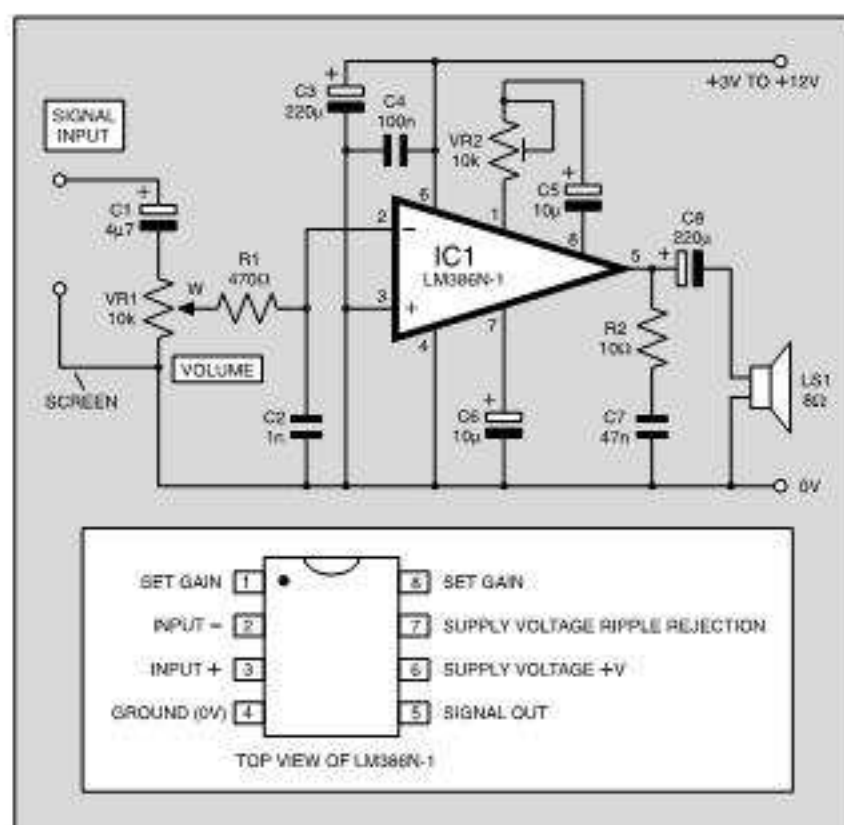 SIGNAL
INPUT
C1
4µ7
VR1
10k
W
R1
470Ω
VOLUME
SCREEN
C2
1n
C3
220µ
C4
100n
+3V TO +12V
VR2
10k
C5
10µ
6
1
8
2
−
IC1
LM386N-1
3
+
4
7
5
C8
220µ
R2
10Ω
C6
10µ
C7
47n
LS1
8Ω
0V
SET GAIN 1
8 SET GAIN
INPUT − 2
7 SUPPLY VOLTAGE RIPPLE REJECTION
INPUT + 3
6 SUPPLY VOLTAGE +V
GROUND (0V) 4
5 SIGNAL OUT
TOP VIEW OF LM386N-1